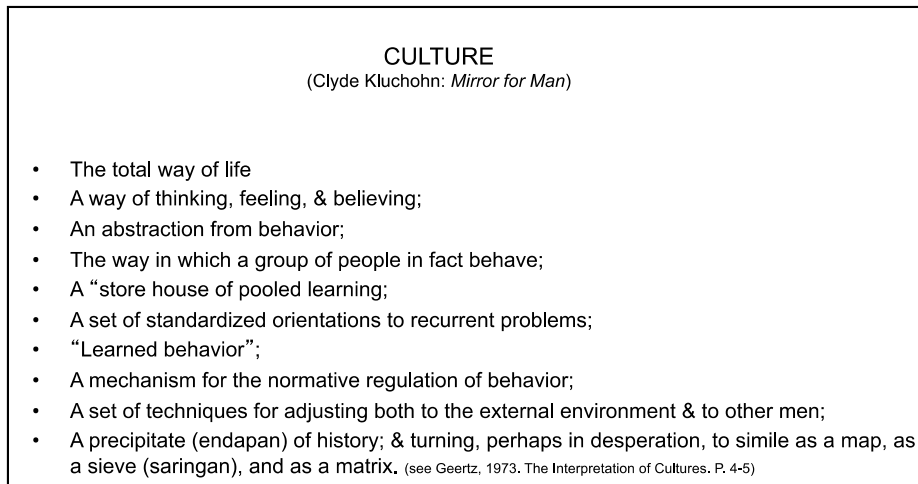 CULTURE
(Clyde Kluchohn: Mirror for Man)
• The total way of life
• A way of thinking, feeling, & believing;
• An abstraction from behavior;
• The way in which a group of people in fact behave;
• A “store house of pooled learning;
• A set of standardized orientations to recurrent problems;
• “Learned behavior”;
• A mechanism for the normative regulation of behavior;
• A set of techniques for adjusting both to the external environment & to other men;
• A precipitate (endapan) of history; & turning, perhaps in desperation, to simile as a map, as
a sieve (saringan), and as a matrix. (see Geertz, 1973. The Interpretation of Cultures. P. 4-5)